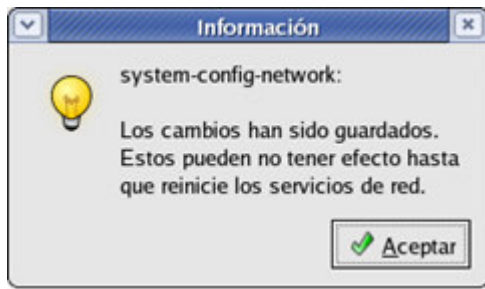 Información
system-config-network:
Los cambios han sido guardados.
Estos pueden no tener efecto hasta
que reinicie los servicios de red.
Aceptar